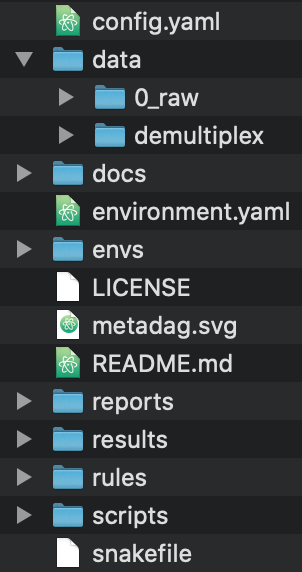 config.yaml
data
0_raw
demultiplex
docs
environment.yaml
envs
LICENSE
metadag.svg
README.md
reports
results
rules
scripts
snakefile